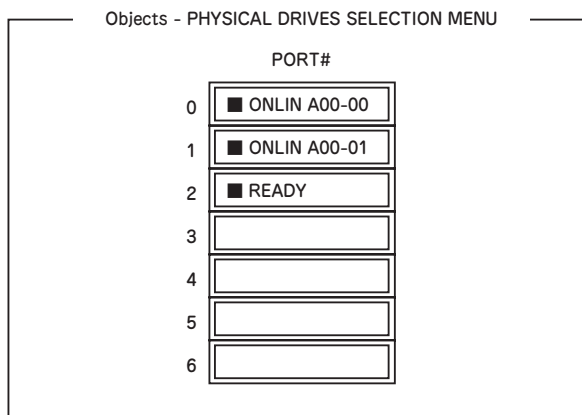 Objects - PHYSICAL DRIVES SELECTION MENU
PORT#
0 ■ ONLIN A00-00
1 ■ ONLIN A00-01
2 ■ READY
3
4
5
6